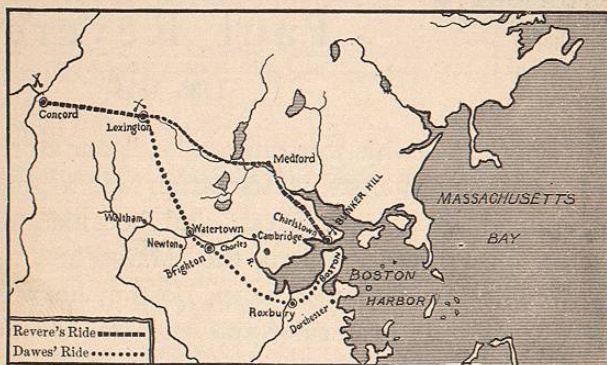 Concord
Lexington
Medford
MASSACHUSETTS
BAY
BUNKER HILL
Charlstown
Waltham
Watertown
Cambridge
Newton
Charles
R.
Brighton
BOSTON
BOSTON
HARBOR
Roxbury
Dorchester
Revere's Ride
Dawes' Ride